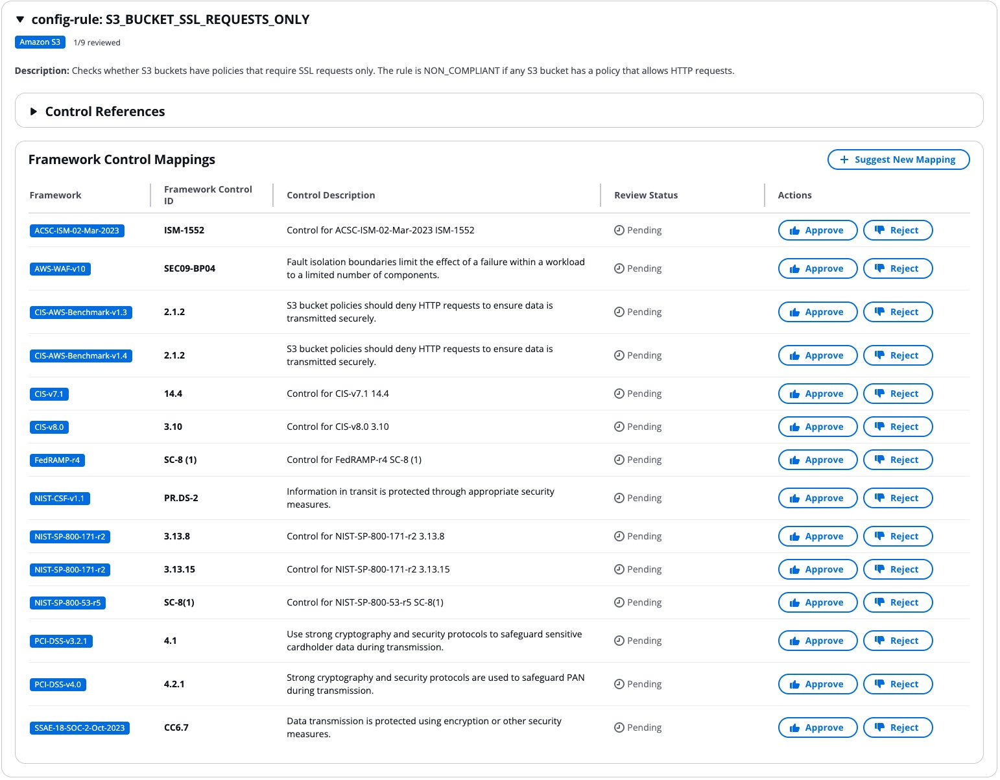 config-rule: S3_BUCKET_SSL_REQUESTS_ONLY
Amazon S3 1/9 reviewed
Description: Checks whether S3 buckets have policies that require SSL requests only. The rule is NON_COMPLIANT if any S3 bucket has a policy that allows HTTP requests.
Control References
Framework Control Mappings
Suggest New Mapping
Framework
Framework Control
ID
Control Description
Review Status
Actions
ACSC-ISM-02-Mar-2023 ISM-1552 Control for ACSC-ISM-02-Mar-2023 ISM-1552 Pending Approve Reject
AWS-WAF-v10 SEC09-BP04 Fault isolation boundaries limit the effect of a failure within a workload
to a limited number of components. Pending Approve Reject
CIS-AWS-Benchmark-v1.3 2.1.2 S3 bucket policies should deny HTTP requests to ensure data is
transmitted securely. Pending Approve Reject
CIS-AWS-Benchmark-v1.4 2.1.2 S3 bucket policies should deny HTTP requests to ensure data is
transmitted securely. Pending Approve Reject
CIS-v7.1 14.4 Control for CIS-v7.1 14.4 Pending Approve Reject
CIS-v8.0 3.10 Control for CIS-v8.0 3.10 Pending Approve Reject
FedRAMP-r4 SC-8 (1) Control for FedRAMP-r4 SC-8 (1) Pending Approve Reject
NIST-CSF-v1.1 PR.DS-2 Information in transit is protected through appropriate security
measures. Pending Approve Reject
NIST-SP-800-171-r2 3.13.8 Control for NIST-SP-800-171-r2 3.13.8 Pending Approve Reject
NIST-SP-800-171-r2 3.13.15 Control for NIST-SP-800-171-r2 3.13.15 Pending Approve Reject
NIST-SP-800-53-r5 SC-8(1) Control for NIST-SP-800-53-r5 SC-8(1) Pending Approve Reject
PCI-DSS-v3.2.1 4.1 Use strong cryptography and security protocols to safeguard sensitive
cardholder data during transmission. Pending Approve Reject
PCI-DSS-v4.0 4.2.1 Strong cryptography and security protocols are used to safeguard PAN
during transmission. Pending Approve Reject
SSAE-18-SOC-2-Oct-2023 CC6.7 Data transmission is protected using encryption or other security
measures. Pending Approve Reject